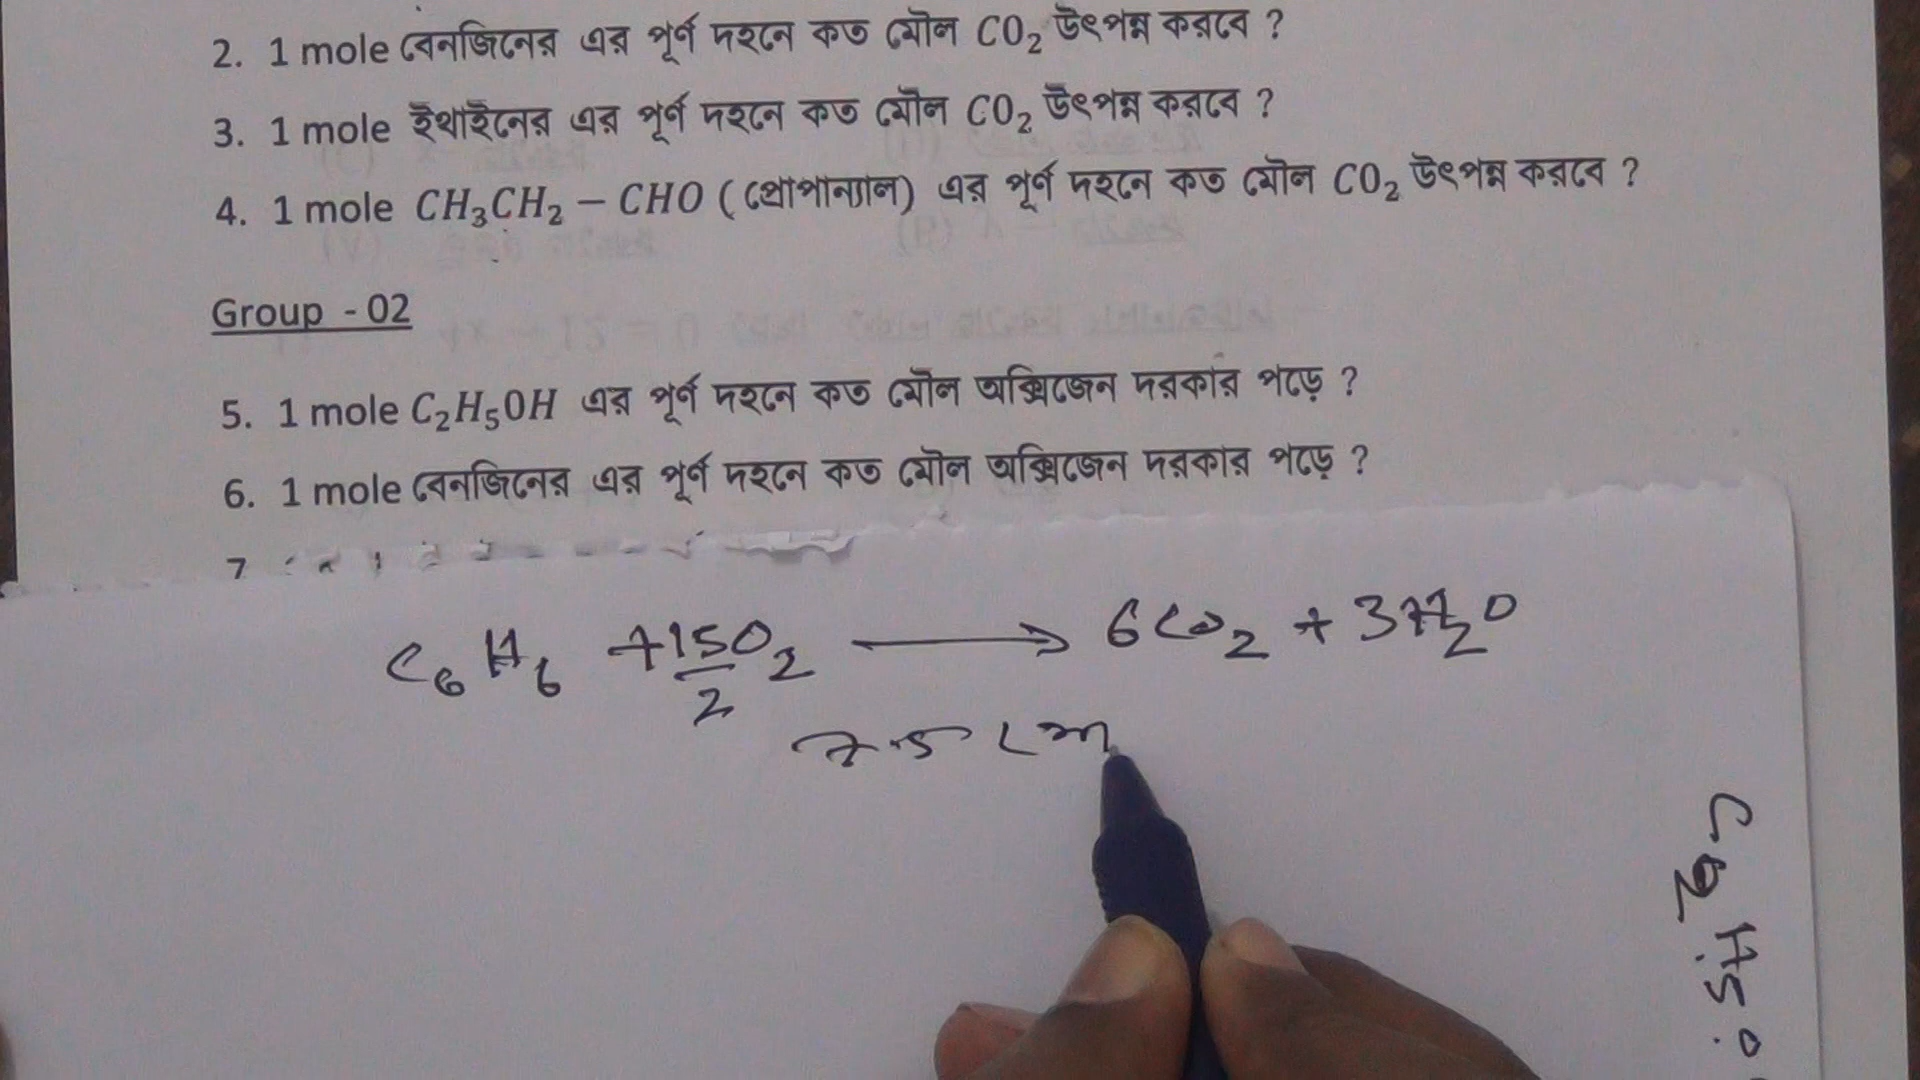 2. 1 mole বেনজিনের এর পূর্ণ দহনে কত মৌল CO₂ উৎপন্ন করবে ?
3. 1 mole ইথাইনের এর পূর্ণ দহনে কত মৌল CO₂ উৎপন্ন করবে ?
4. 1 mole CH₃CH₂ – CHO ( প্রোপান্যাল) এর পূর্ণ দহনে কত মৌল CO₂ উৎপন্ন করবে ?
Group - 02
5. 1 mole C₂H₅OH এর পূর্ণ দহনে কত মৌল অক্সিজেন দরকার পড়ে ?
6. 1 mole বেনজিনের এর পূর্ণ দহনে কত মৌল অক্সিজেন দরকার পড়ে ?
7
C₆H₆ + 15/2 O₂ → 6CO₂ + 3H₂O
7.5